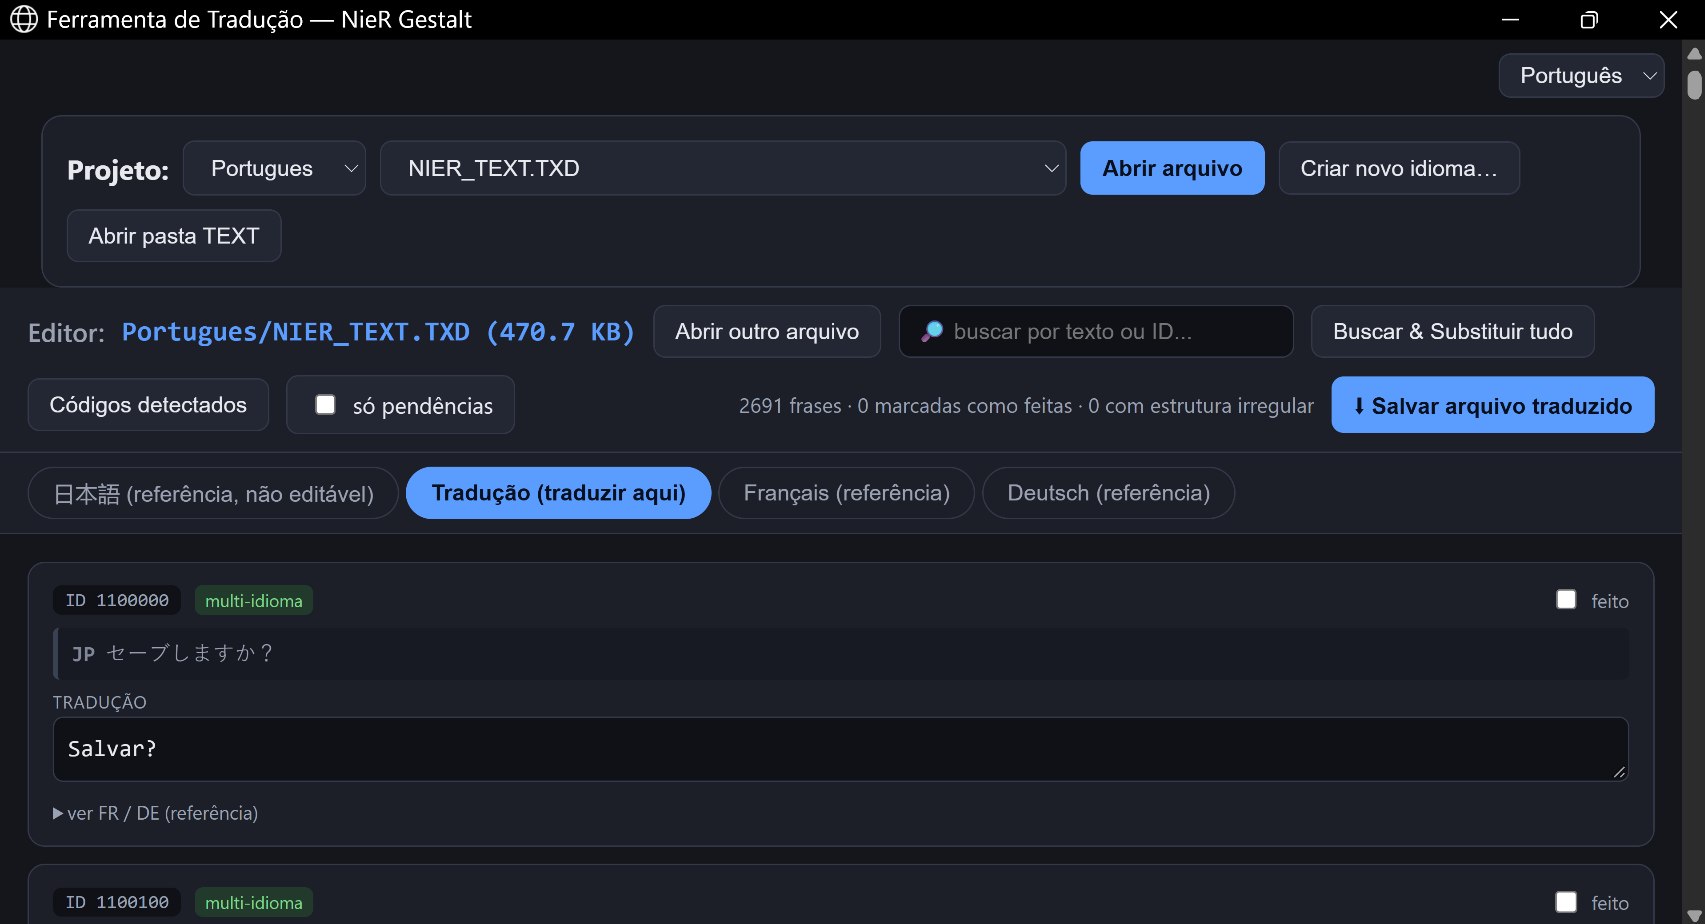 Ferramenta de Tradução — NieR Gestalt
Português
Projeto: Portugues NIER_TEXT.TXD Abrir arquivo Criar novo idioma…
Abrir pasta TEXT
Editor: Portugues/NIER_TEXT.TXD (470.7 KB) Abrir outro arquivo buscar por texto ou ID... Buscar & Substituir tudo
Códigos detectados só pendências 2691 frases · 0 marcadas como feitas · 0 com estrutura irregular ⬇ Salvar arquivo traduzido
日本語 (referência, não editável) Tradução (traduzir aqui) Français (referência) Deutsch (referência)
ID 1100000 multi-idioma feito
JP セーブしますか？
TRADUÇÃO
Salvar?
▶ ver FR / DE (referência)
ID 1100100 multi-idioma feito